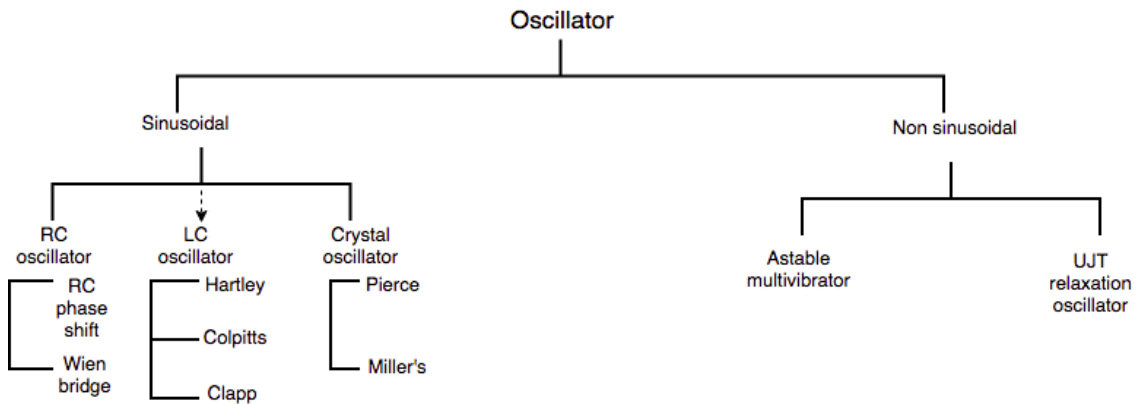 Oscillator
Sinusoidal
Non sinusoidal
RC
oscillator
LC
oscillator
Crystal
oscillator
Astable
multivibrator
UJT
relaxation
oscillator
RC
phase
shift
Wien
bridge
Hartley
Colpitts
Clapp
Pierce
Miller's